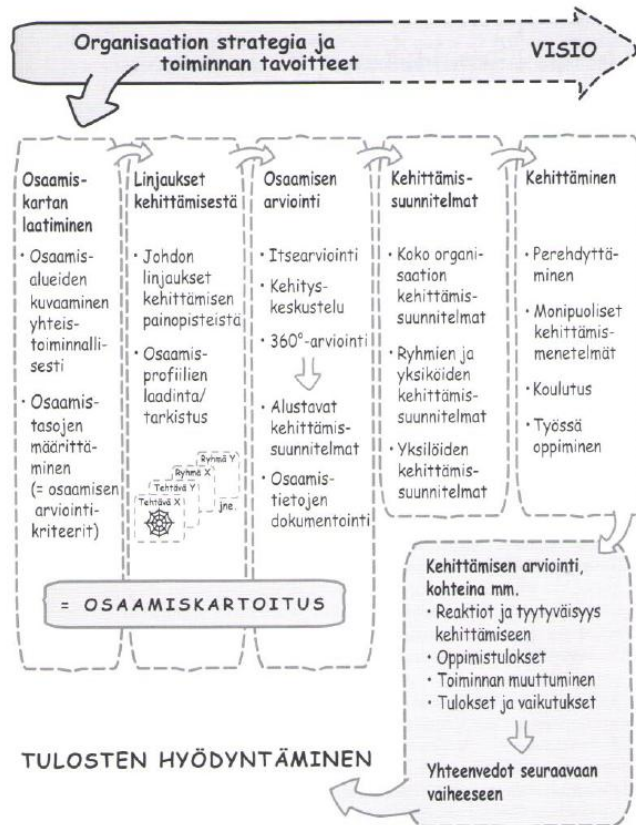 Organisaation strategia ja
toiminnan tavoitteet
VISIO
Osaamis-
kartan
laatiminen
• Osaamis-
alueiden
kuvaaminen
yhteis-
toiminnalli-
sesti
• Osaamis-
tasojen
määrittä-
minen
(= osaamisen
arviointi-
kriteerit)
Linjaukset
kehittämisestä
• Johdon
linjaukset
kehittämisen
painopisteistä
• Osaamis-
profiilien
laadinta/
tarkistus
Ryhmä Y
Ryhmä X
Tehtävä Y
Tehtävä X
jne.
Osaamisen
arviointi
• Itsearviointi
• Kehitys-
keskustelu
• 360°-arviointi
• Alustavat
kehittämis-
suunnitelmat
• Osaamis-
tietojen
dokumentointi
Kehittämis-
suunnitelmat
• Koko organi-
saation
kehittämis-
suunnitelmat
• Ryhmien ja
yksiköiden
kehittämis-
suunnitelmat
• Yksilöiden
kehittämis-
suunnitelmat
Kehittäminen
• Perehdyttä-
minen
• Monipuoliset
kehittämis-
menetelmät
• Koulutus
• Työssä
oppiminen
= OSAAMISKARTOITUS
Kehittämisen arviointi,
kohteina mm.
• Reaktiot ja tyytyväisyys
kehittämiseen
• Oppimistulokset
• Toiminnan muuttuminen
• Tulokset ja vaikutukset
Yhteenvedot seuraavaan
vaiheeseen
TULOSTEN HYÖDYNTÄMINEN